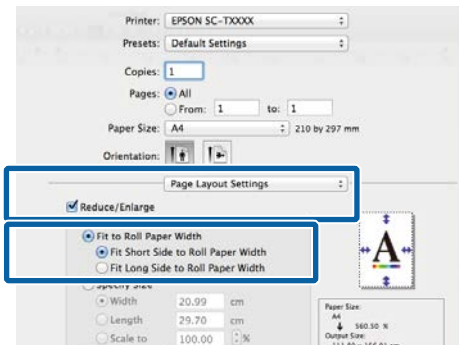 Printer: EPSON SC-TXXXX
Presets: Default Settings
Copies: 1
Pages: All
From: 1 to: 1
Paper Size: A4 210 by 297 mm
Orientation:
Page Layout Settings
Reduce/Enlarge
Fit to Roll Paper Width
Fit Short Side to Roll Paper Width
Fit Long Side to Roll Paper Width
Specify Size
Width 20.99 cm
Length 29.70 cm
Scale to 100.00 %
A
Paper Size:
A4
560.50 %
Output Size: